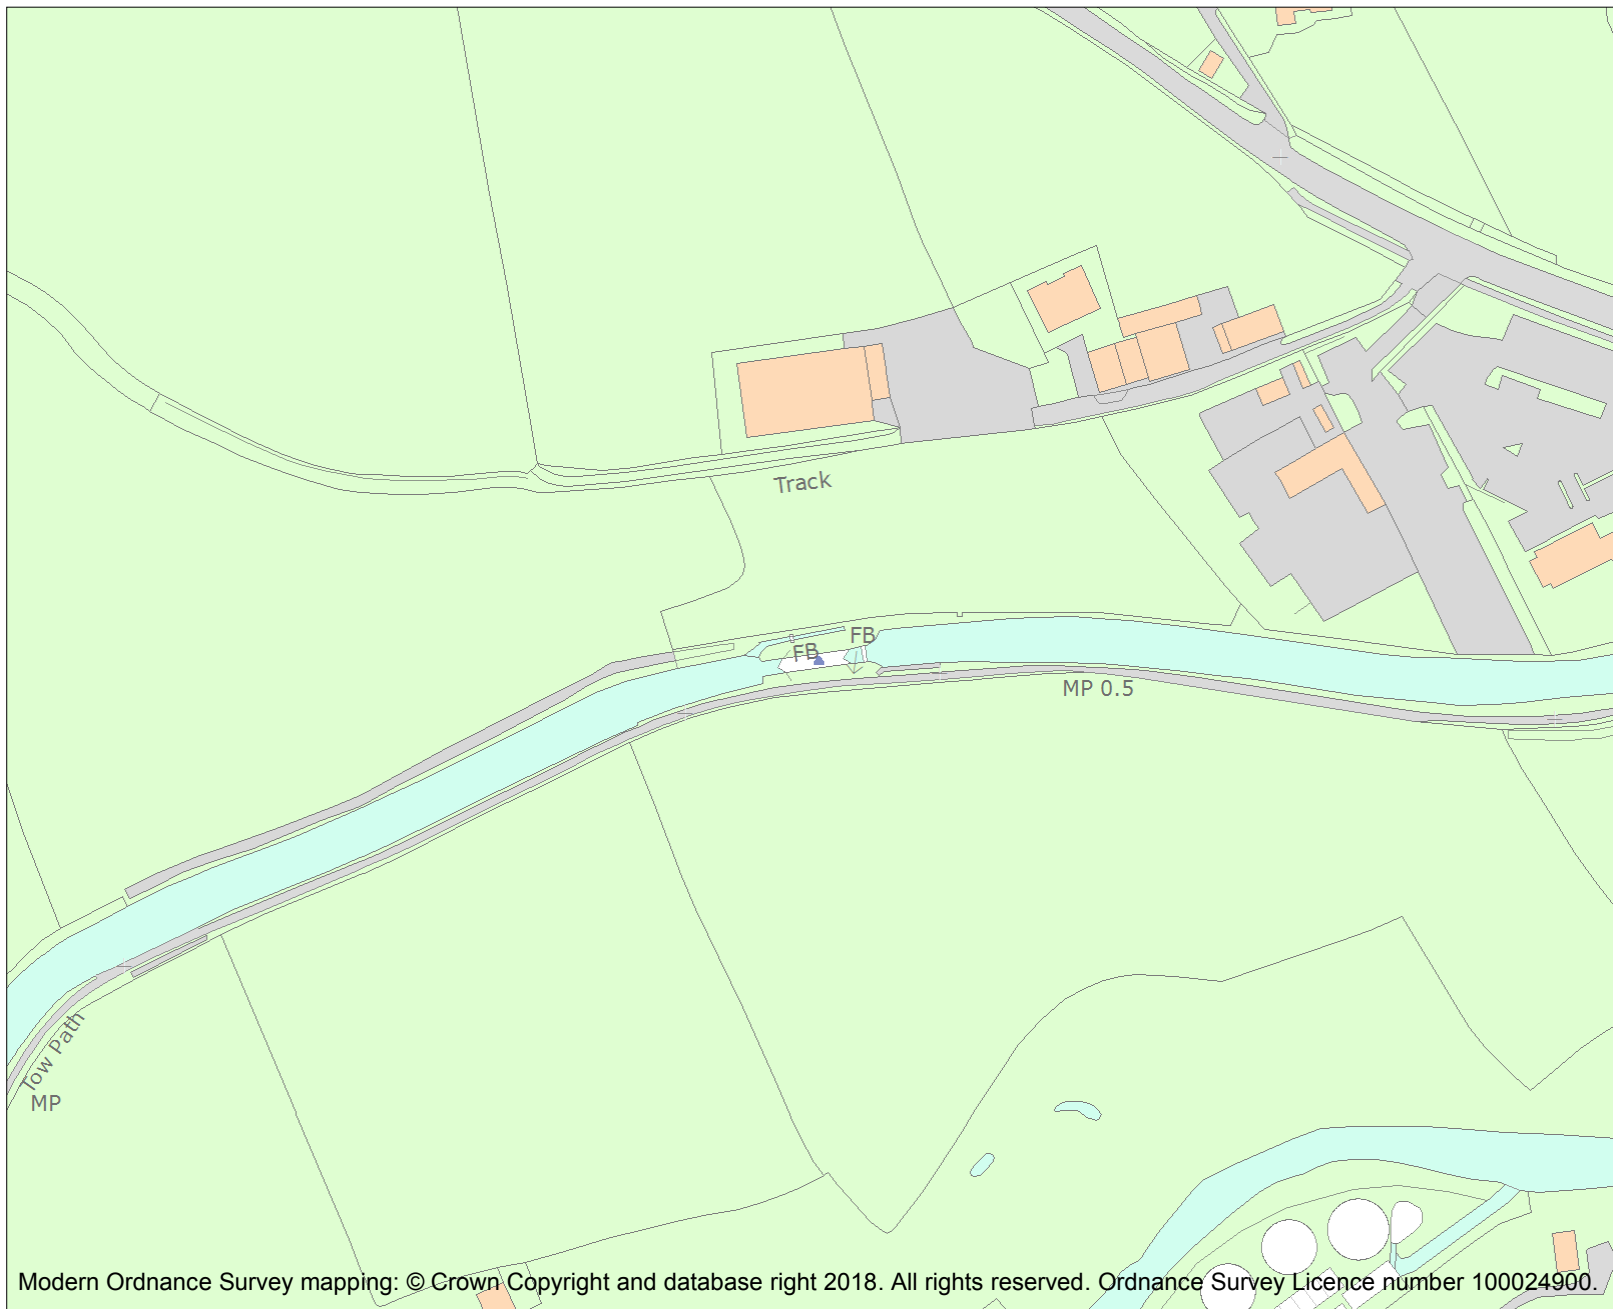 Track
FB
FB
MP 0.5
Tow Path
MP
Modern Ordnance Survey mapping: © Crown Copyright and database right 2018. All rights reserved. Ordnance Survey Licence number 100024900.